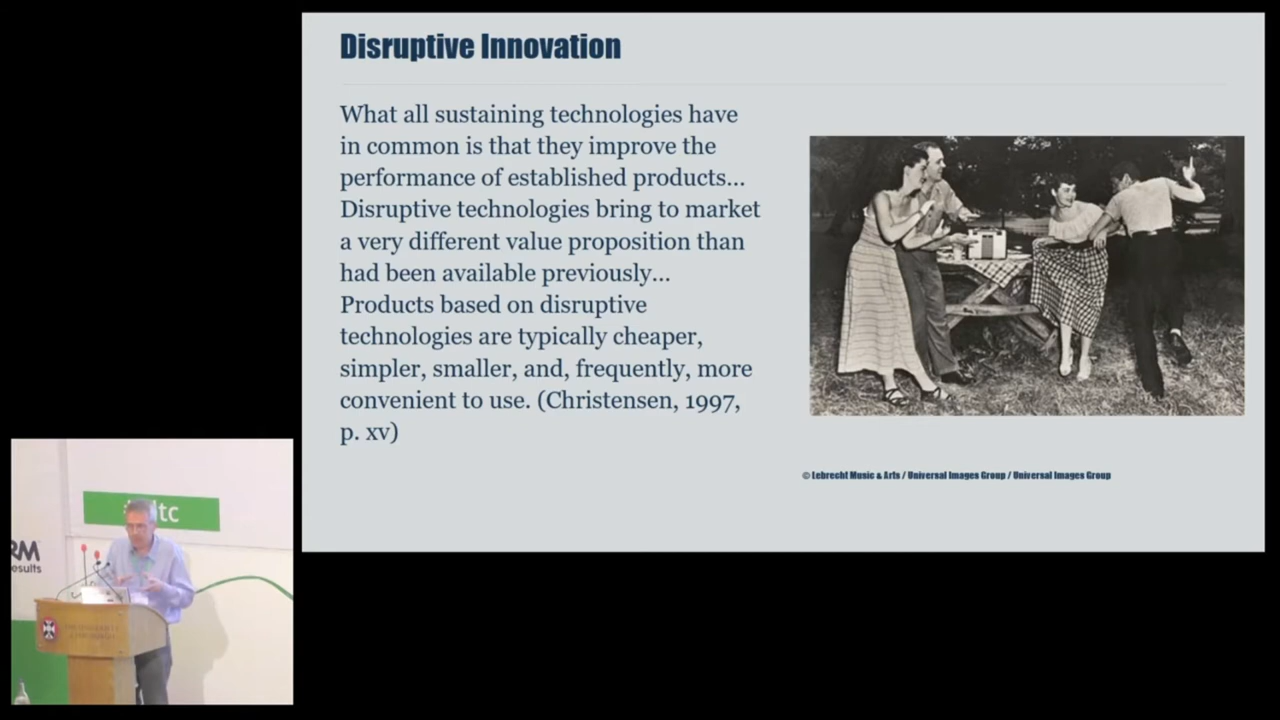 Disruptive Innovation
What all sustaining technologies have
in common is that they improve the
performance of established products...
Disruptive technologies bring to market
a very different value proposition than
had been available previously...
Products based on disruptive
technologies are typically cheaper,
simpler, smaller, and, frequently, more
convenient to use. (Christensen, 1997,
p. xv)
© Lebrecht Music & Arts / Universal Images Group / Universal Images Group
tc
RM
esults